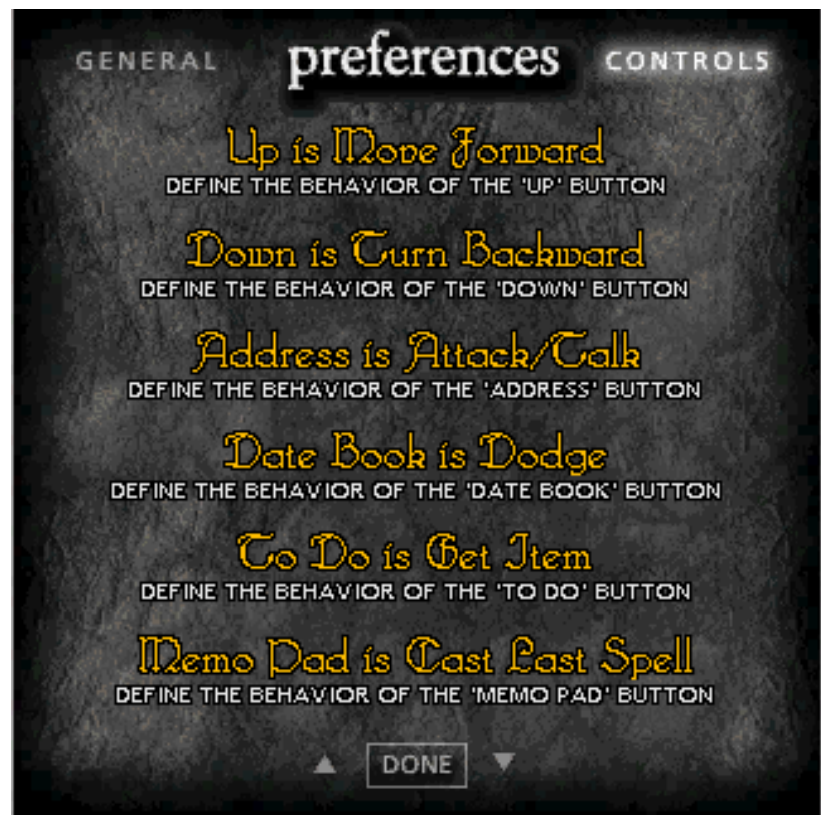 GENERAL preferences CONTROLS
Up is Move Forward
DEFINE THE BEHAVIOR OF THE 'UP' BUTTON
Down is Turn Backward
DEFINE THE BEHAVIOR OF THE 'DOWN' BUTTON
Address is Attack/Talk
DEFINE THE BEHAVIOR OF THE 'ADDRESS' BUTTON
Date Book is Dodge
DEFINE THE BEHAVIOR OF THE 'DATE BOOK' BUTTON
To Do is Get Item
DEFINE THE BEHAVIOR OF THE 'TO DO' BUTTON
Memo Pad is Cast Last Spell
DEFINE THE BEHAVIOR OF THE 'MEMO PAD' BUTTON
DONE